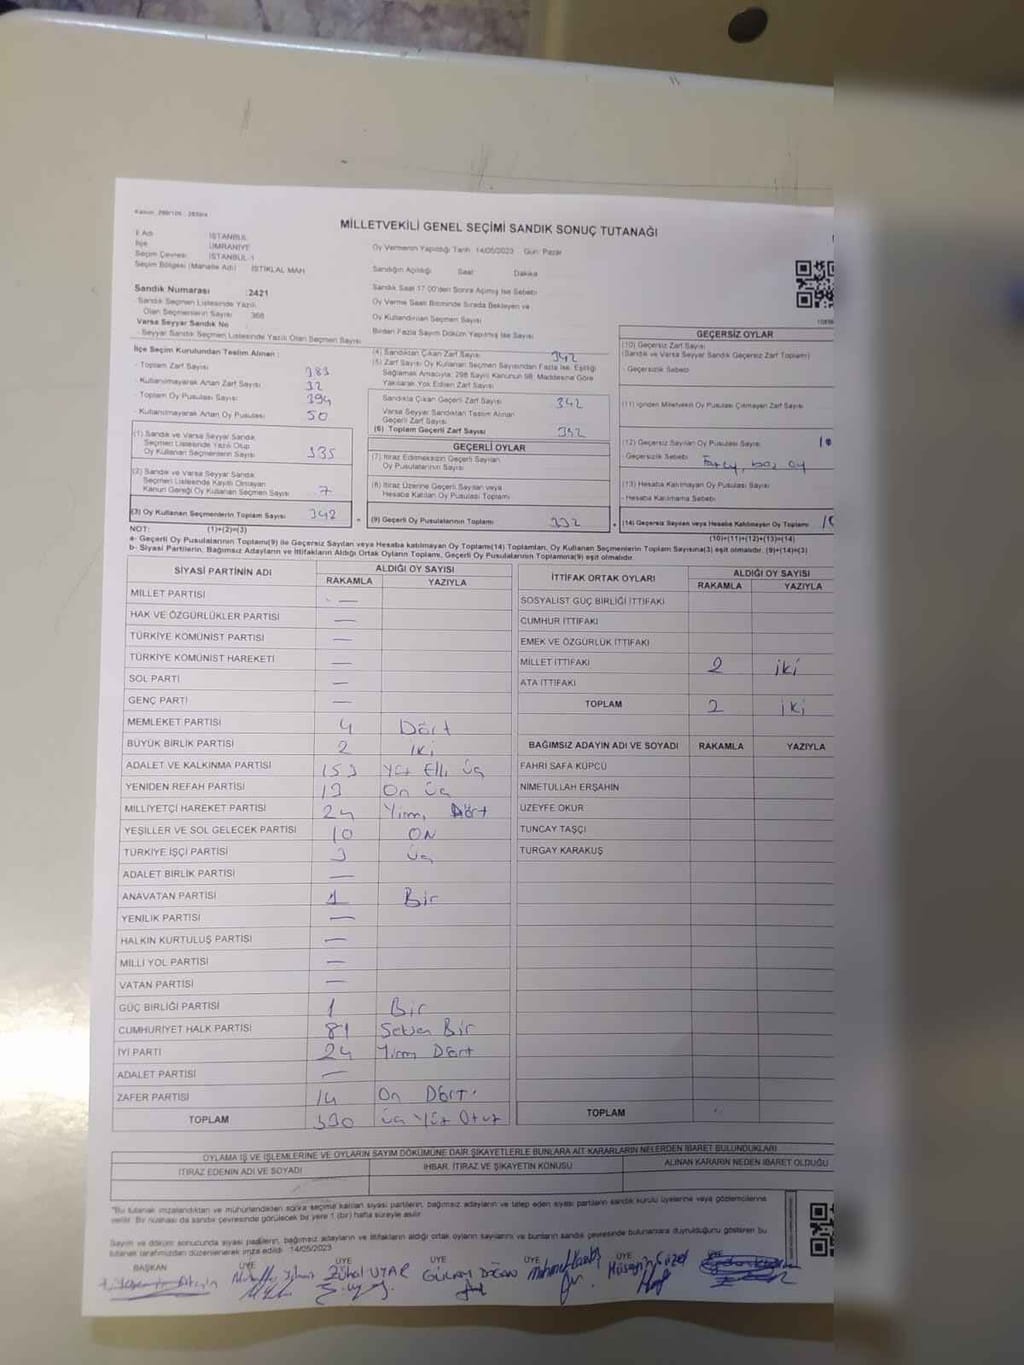 MİLLETVEKİLİ GENEL SEÇİMİ SANDIK SONUÇ TUTANAĞI
İl Adı İSTANBUL
İlçe ÜMRANİYE
Seçim Çevresi İSTANBUL-1
Seçim Bölgesi (Mahalle Adı) İSTİKLAL MAH
Oy Vermenin Yapıldığı Tarih 14/05/2023 Gün: Pazar
Sandığın Açıldığı Saat Dakika
Sandık Saat 17:00'den Sonra Açılmış İse Sebebi
Oy Verme Saati Bitiminde Sırada Bekleyen ve
Oy Kullandırılan Seçmen Sayısı
Birden Fazla Sayım Döküm Yapılmış İse Sayısı
Sandık Numarası :2421
Sandık Seçmen Listesinde Yazılı
Olan Seçmenlerin Sayısı 368
Varsa Seyyar Sandık No
Seyyar Sandık Seçmen Listesinde Yazılı Olan Seçmen Sayısı
İlçe Seçim Kurulundan Teslim Alınan :
- Toplam Zarf Sayısı 383
- Kullanılmayarak Artan Zarf Sayısı 32
- Toplam Oy Pusulası Sayısı 394
- Kullanılmayarak Artan Oy Pusulası 50
(1) Sandık ve Varsa Seyyar Sandık
Seçmen Listesinde Yazılı Olup
Oy Kullanan Seçmenlerin Sayısı 335
(2) Sandık ve Varsa Seyyar Sandık
Seçmen Listesinde Kayıtlı Olmayan
Kanun Gereği Oy Kullanan Seçmen Sayısı 7
(3) Oy Kullanan Seçmenlerin Toplam Sayısı 342
(4) Sandıktan Çıkan Zarf Sayısı 342
(5) Zarf Sayısı Oy Kullanan Seçmen Sayısından Fazla İse, Eşitliği
Sağlamak Amacıyla, 298 Sayılı Kanunun 98. Maddesine Göre
Yakılarak Yok Edilen Zarf Sayısı
Sandıkta Çıkan Geçerli Zarf Sayısı 342
Varsa Seyyar Sandıktan Teslim Alınan
Geçerli Zarf Sayısı
(6) Toplam Geçerli Zarf Sayısı 342
GEÇERLİ OYLAR
(7) İtiraz Edilmeksizin Geçerli Sayılan
Oy Pusulalarının Sayısı
(8) İtiraz Üzerine Geçerli Sayılan veya
Hesaba Katılan Oy Pusulası Toplamı
(9) Geçerli Oy Pusulalarının Toplamı 332
GEÇERSİZ OYLAR
(10) Geçersiz Zarf Sayısı
(Sandık ve Varsa Seyyar Sandık Geçersiz Zarf Toplamı)
- Geçersizlik Sebebi
(11) İçinden Milletvekili Oy Pusulası Çıkmayan Zarf Sayısı
(12) Geçersiz Sayılan Oy Pusulası Sayısı
- Geçersizlik Sebebi oy
(13) Hesaba Katılmayan Oy Pusulası Sayısı
- Hesaba Katılmama Sebebi
(14) Geçersiz Sayılan veya Hesaba Katılmayan Oy Toplamı
NOT: (1)+(2)=(3) (10)+(11)+(12)+(13)=(14)
a- Geçerli Oy Pusulalarının Toplamı(9) ile Geçersiz Sayılan veya Hesaba katılmayan Oy Toplamı(14) Toplamları, Oy Kullanan Seçmenlerin Toplam Sayısına(3) eşit olmalıdır. (9)+(14)=(3)
b- Siyasi Partilerin, Bağımsız Adayların ve İttifakların Aldığı Ortak Oyların Toplamı, Geçerli Oy Pusulalarının Toplamına(9) eşit olmalıdır.
SİYASİ PARTİNİN ADI ALDIĞI OY SAYISI
RAKAMLA YAZIYLA
MİLLET PARTİSİ —
HAK VE ÖZGÜRLÜKLER PARTİSİ —
TÜRKİYE KOMÜNİST PARTİSİ —
TÜRKİYE KOMÜNİST HAREKETİ —
SOL PARTİ —
GENÇ PARTİ —
MEMLEKET PARTİSİ 4 Dört
BÜYÜK BİRLİK PARTİSİ 2 iki
ADALET VE KALKINMA PARTİSİ 153 Yüz Elli üç
YENİDEN REFAH PARTİSİ 13 On üç
MİLLİYETÇİ HAREKET PARTİSİ 24 Yirmi Dört
YEŞİLLER VE SOL GELECEK PARTİSİ 10 ON
TÜRKİYE İŞÇİ PARTİSİ 3 üç
ADALET BİRLİK PARTİSİ —
ANAVATAN PARTİSİ 1 Bir
YENİLİK PARTİSİ —
HALKIN KURTULUŞ PARTİSİ —
MİLLİ YOL PARTİSİ —
VATAN PARTİSİ —
GÜÇ BİRLİĞİ PARTİSİ 1 Bir
CUMHURİYET HALK PARTİSİ 81 Seksen Bir
İYİ PARTİ 24 Yirmi Dört
ADALET PARTİSİ —
ZAFER PARTİSİ 14 On Dört
TOPLAM 330 üç Yüz Otuz
İTTİFAK ORTAK OYLARI ALDIĞI OY SAYISI
RAKAMLA YAZIYLA
SOSYALİST GÜÇ BİRLİĞİ İTTİFAKI
CUMHUR İTTİFAKI
EMEK VE ÖZGÜRLÜK İTTİFAKI
MİLLET İTTİFAKI 2 iki
ATA İTTİFAKI
TOPLAM 2 iki
BAĞIMSIZ ADAYIN ADI VE SOYADI RAKAMLA YAZIYLA
FAHRİ SAFA KÜPCÜ
NİMETULLAH ERŞAHİN
ÜZEYFE OKUR
TUNCAY TAŞÇI
TURGAY KARAKUŞ
TOPLAM
OYLAMA İŞ VE İŞLEMLERİNE VE OYLARIN SAYIM DÖKÜMÜNE DAİR ŞİKAYETLERLE BUNLARA AİT KARARLARIN NELERDEN İBARET BULUNDUKLARI
İTİRAZ EDENİN ADI VE SOYADI İHBAR, İTİRAZ VE ŞİKAYETİN KONUSU ALINAN KARARIN NEDEN İBARET OLDUĞU
*Bu tutanak imzalandıktan ve mühürlendikten sonra seçime katılan siyasi partilerin, bağımsız adayların ve talep eden siyasi partilerin sandık kurulu üyelerine veya gözlemcilerine
verilir. Bir nüshası da sandık çevresinde görülecek bir yere 1 (bir) hafta süreyle asılır.
Sayım ve döküm sonucunda siyasi partilerin, bağımsız adayların ve ittifakların aldığı ortak oyların sayılarını ve bunların sandık çevresinde bulunanlara duyurulduğunu gösteren bu
tutanak tarafımızdan düzenlenerek imza edildi. 14/05/2023
BAŞKAN ÜYE ÜYE ÜYE ÜYE ÜYE
Zühal UYAR GÜLAY DOĞAN Hüseyin Güzel